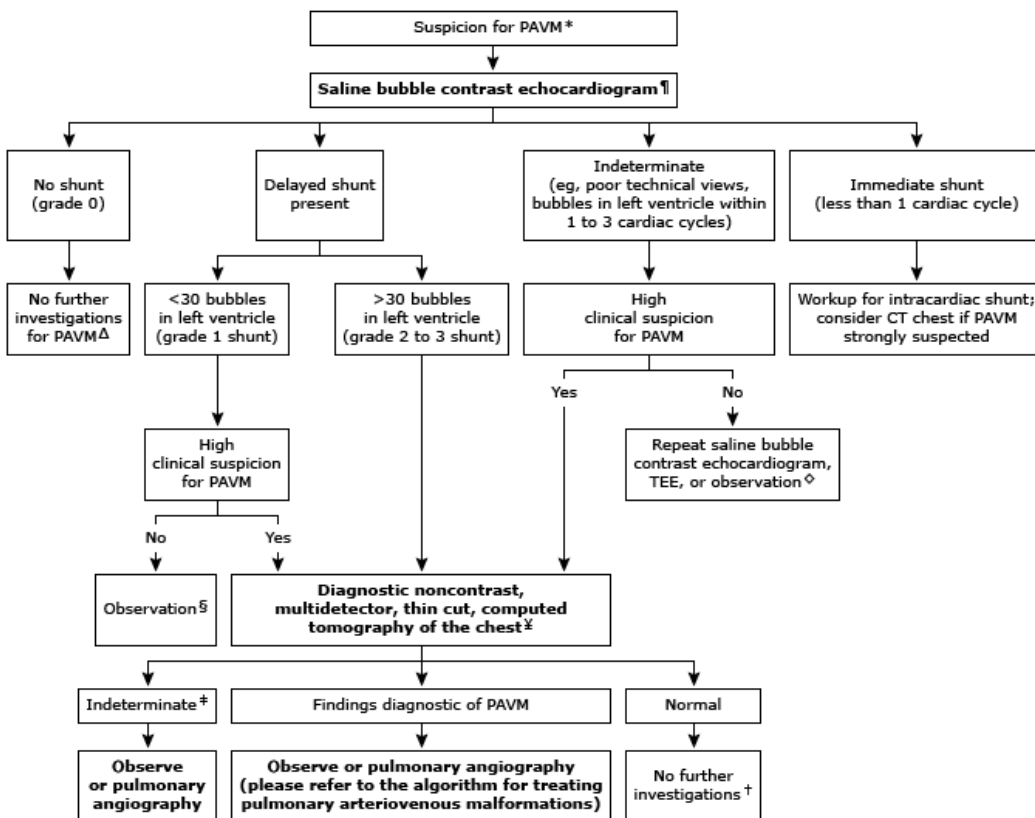 Suspicion for PAVM*
Saline bubble contrast echocardiogram¶
No shunt
(grade 0)
Delayed shunt
present
Indeterminate
(eg, poor technical views,
bubbles in left ventricle within
1 to 3 cardiac cycles)
Immediate shunt
(less than 1 cardiac cycle)
No further
investigations
for PAVMΔ
<30 bubbles
in left ventricle
(grade 1 shunt)
>30 bubbles
in left ventricle
(grade 2 to 3 shunt)
High
clinical suspicion
for PAVM
Workup for intracardiac shunt;
consider CT chest if PAVM
strongly suspected
Yes
No
High
clinical suspicion
for PAVM
Repeat saline bubble
contrast echocardiogram,
TEE, or observation◇
No
Yes
Observation§
Diagnostic noncontrast,
multidetector, thin cut, computed
tomography of the chest¥
Indeterminate‡
Findings diagnostic of PAVM
Normal
Observe
or pulmonary
angiography
Observe or pulmonary angiography
(please refer to the algorithm for treating
pulmonary arteriovenous malformations)
No further
investigations†